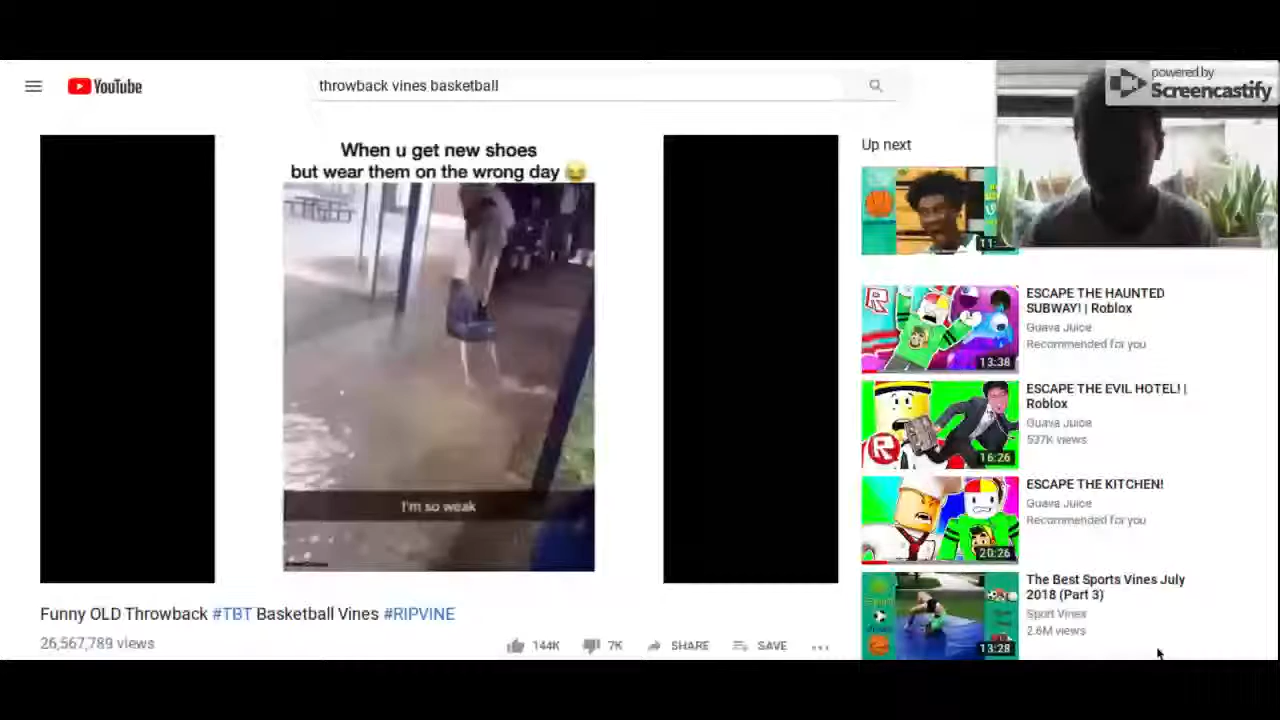 YouTube
throwback vines basketball
powered by
Screencastify
When u get new shoes
but wear them on the wrong day 😂
I'm so weak
Up next
11:
ESCAPE THE HAUNTED
SUBWAY! | Roblox
Guava Juice
Recommended for you
13:38
ESCAPE THE EVIL HOTEL! |
Roblox
Guava Juice
537K views
16:26
ESCAPE THE KITCHEN!
Guava Juice
Recommended for you
20:26
The Best Sports Vines July
2018 (Part 3)
Sport Vines
2.6M views
13:28
Funny OLD Throwback #TBT Basketball Vines #RIPVINE
26,567,789 views
144K
7K
SHARE
SAVE